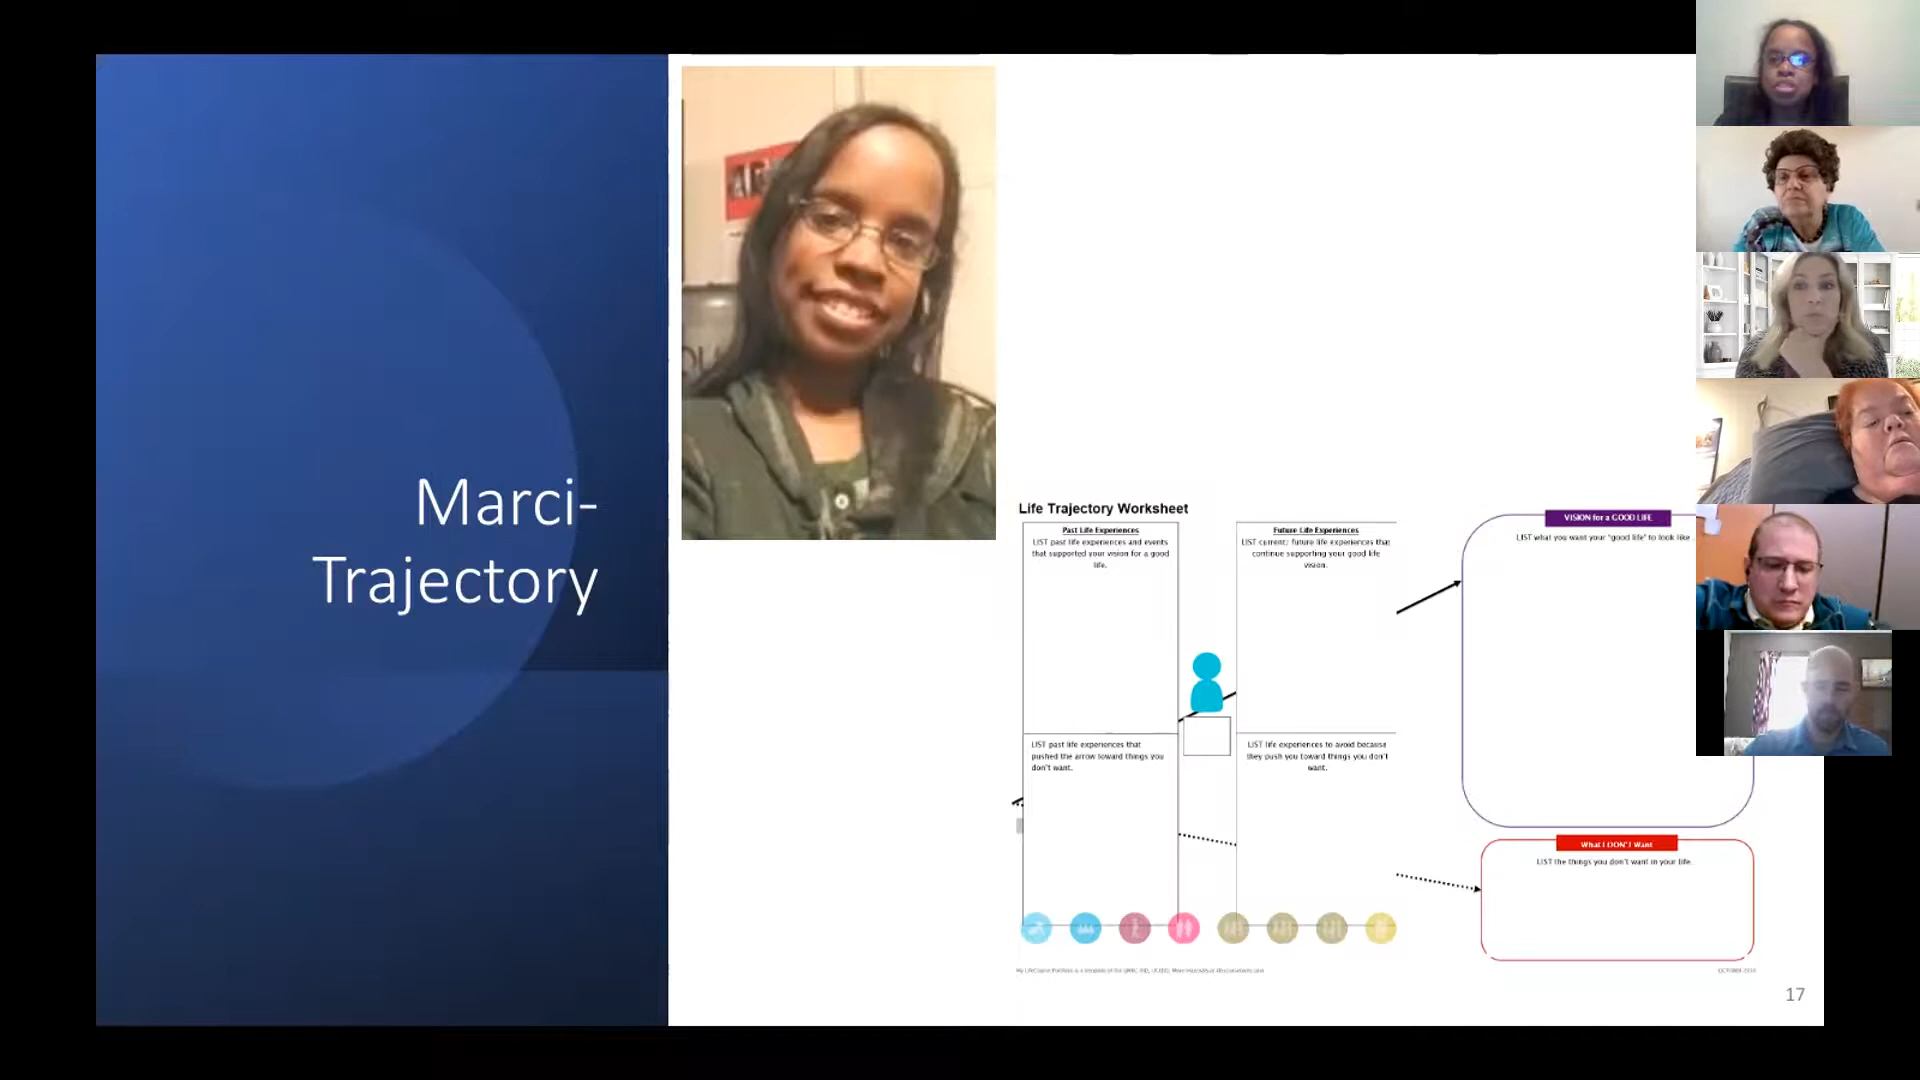 Marci-
Trajectory
Life Trajectory Worksheet
Past Life Experiences
LIST past life experiences and events
that supported your vision for a good
life.
Future Life Experiences
LIST current/future life experiences that
continue supporting your good life
vision.
VISION for a GOOD LIFE
LIST what you want your "good life" to look like
LIST past life experiences that
pushed the arrow toward things you
don't want.
LIST life experiences to avoid because
they push you toward things you don't
want.
What I DON'T Want
LIST the things you don't want in your life.
17